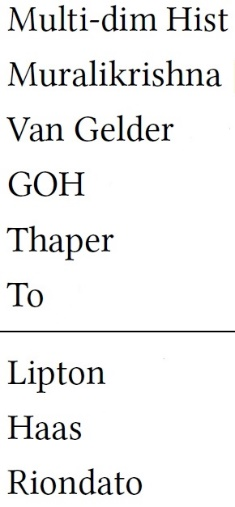 Multi-dim Hist
Muralikrishna
Van Gelder
GOH
Thaper
To
Lipton
Haas
Riondato